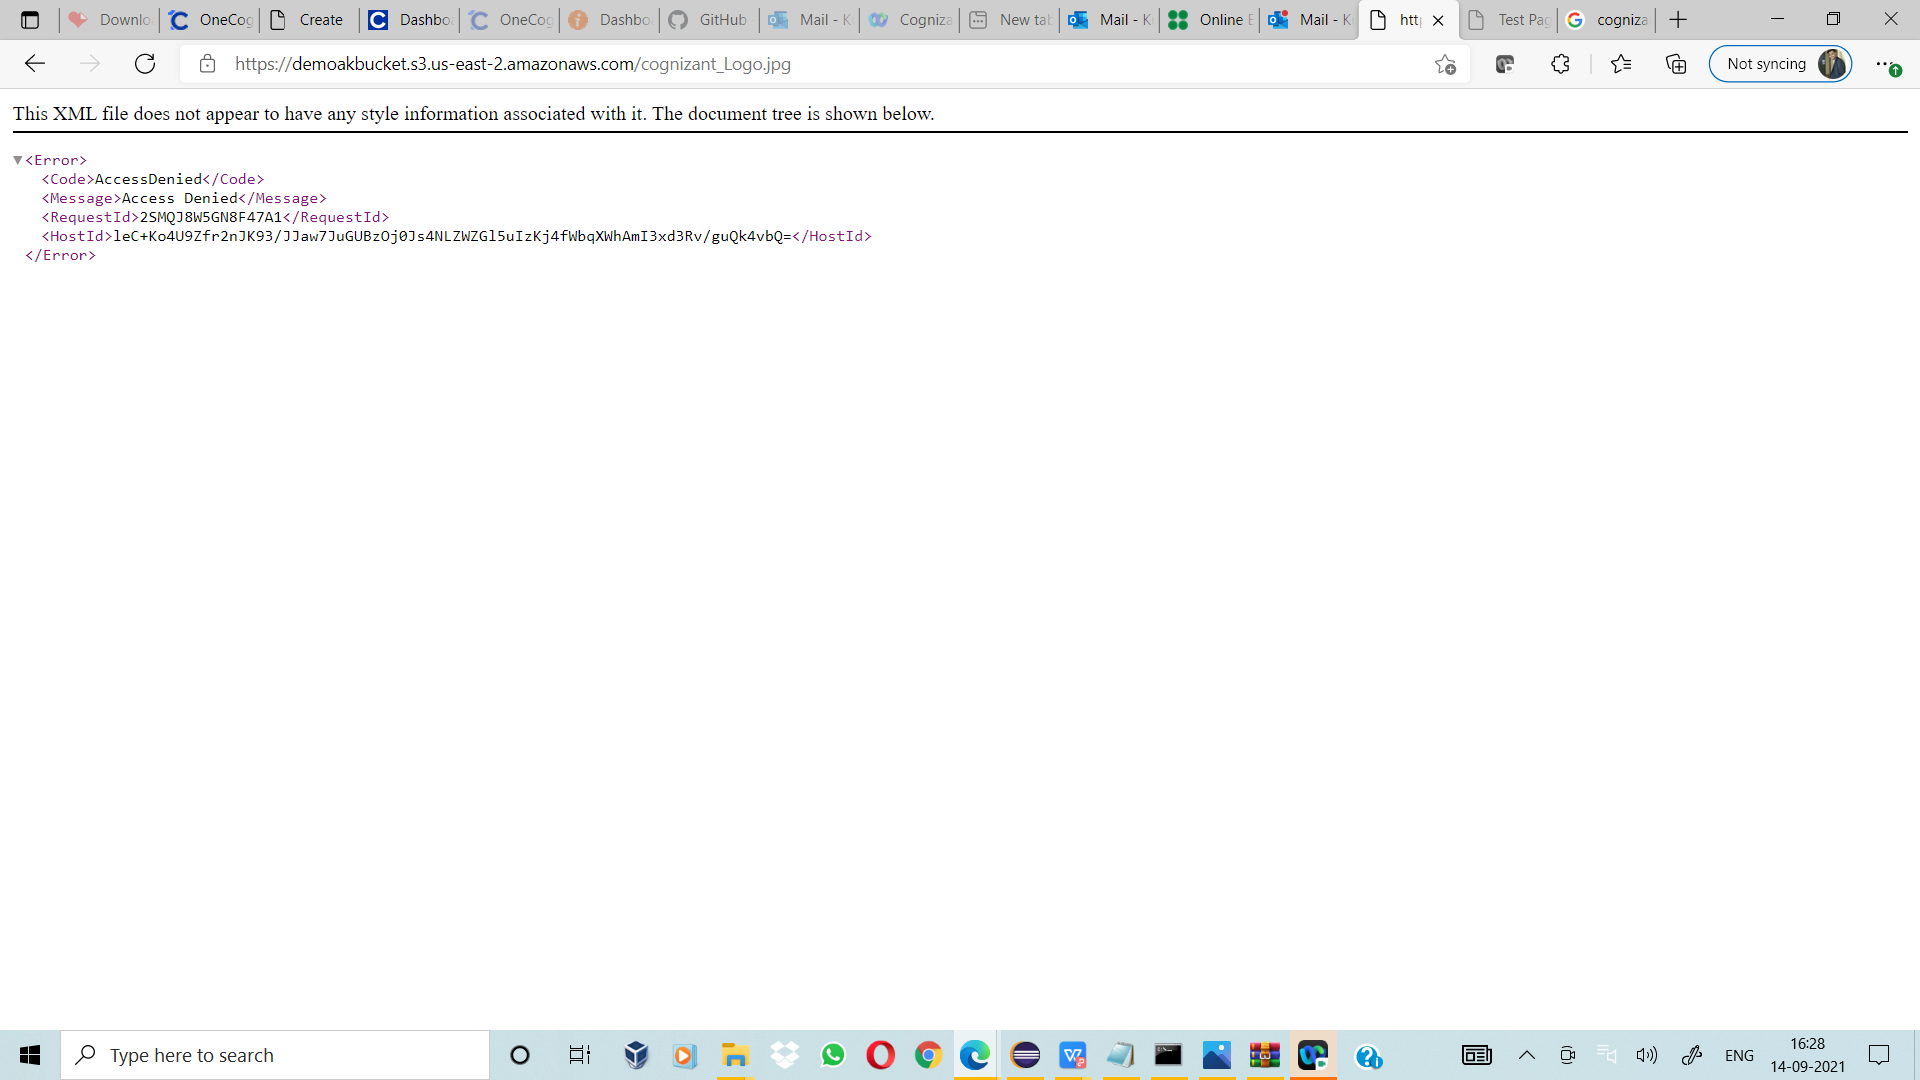 Downlo
OneCog
Create
Dashbo
OneCog
Dashbo
GitHub
Mail - K
Cogniza
New tab
Mail - K
Online E
Mail - K
htt
Test Pag
cogniza
https://demoakbucket.s3.us-east-2.amazonaws.com/cognizant_Logo.jpg
Not syncing
This XML file does not appear to have any style information associated with it. The document tree is shown below.
▼<Error>
<Code>AccessDenied</Code>
<Message>Access Denied</Message>
<RequestId>2SMQJ8W5GN8F47A1</RequestId>
<HostId>leC+Ko4U9Zfr2nJK93/JJaw7JuGUBzOj0Js4NLZWZGl5uIzKj4fWbqXWhAmI3xd3Rv/guQk4vbQ=</HostId>
</Error>
Type here to search
ENG
16:28
14-09-2021